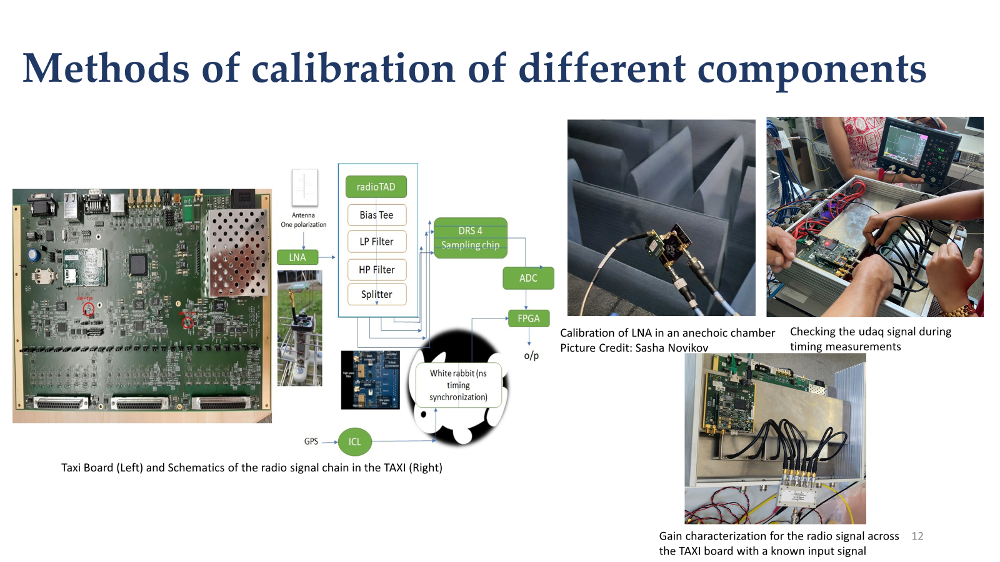 Methods of calibration of different components
Antenna
One polarization
LNA
radioTAD
Bias Tee
LP Filter
HP Filter
Splitter
DRS 4
Sampling chip
ADC
FPGA
o/p
White rabbit (ns
timing
synchronization)
GPS
ICL
Taxi Board (Left) and Schematics of the radio signal chain in the TAXI (Right)
Calibration of LNA in an anechoic chamber
Picture Credit: Sasha Novikov
Checking the udaq signal during
timing measurements
Gain characterization for the radio signal across
the TAXI board with a known input signal
12